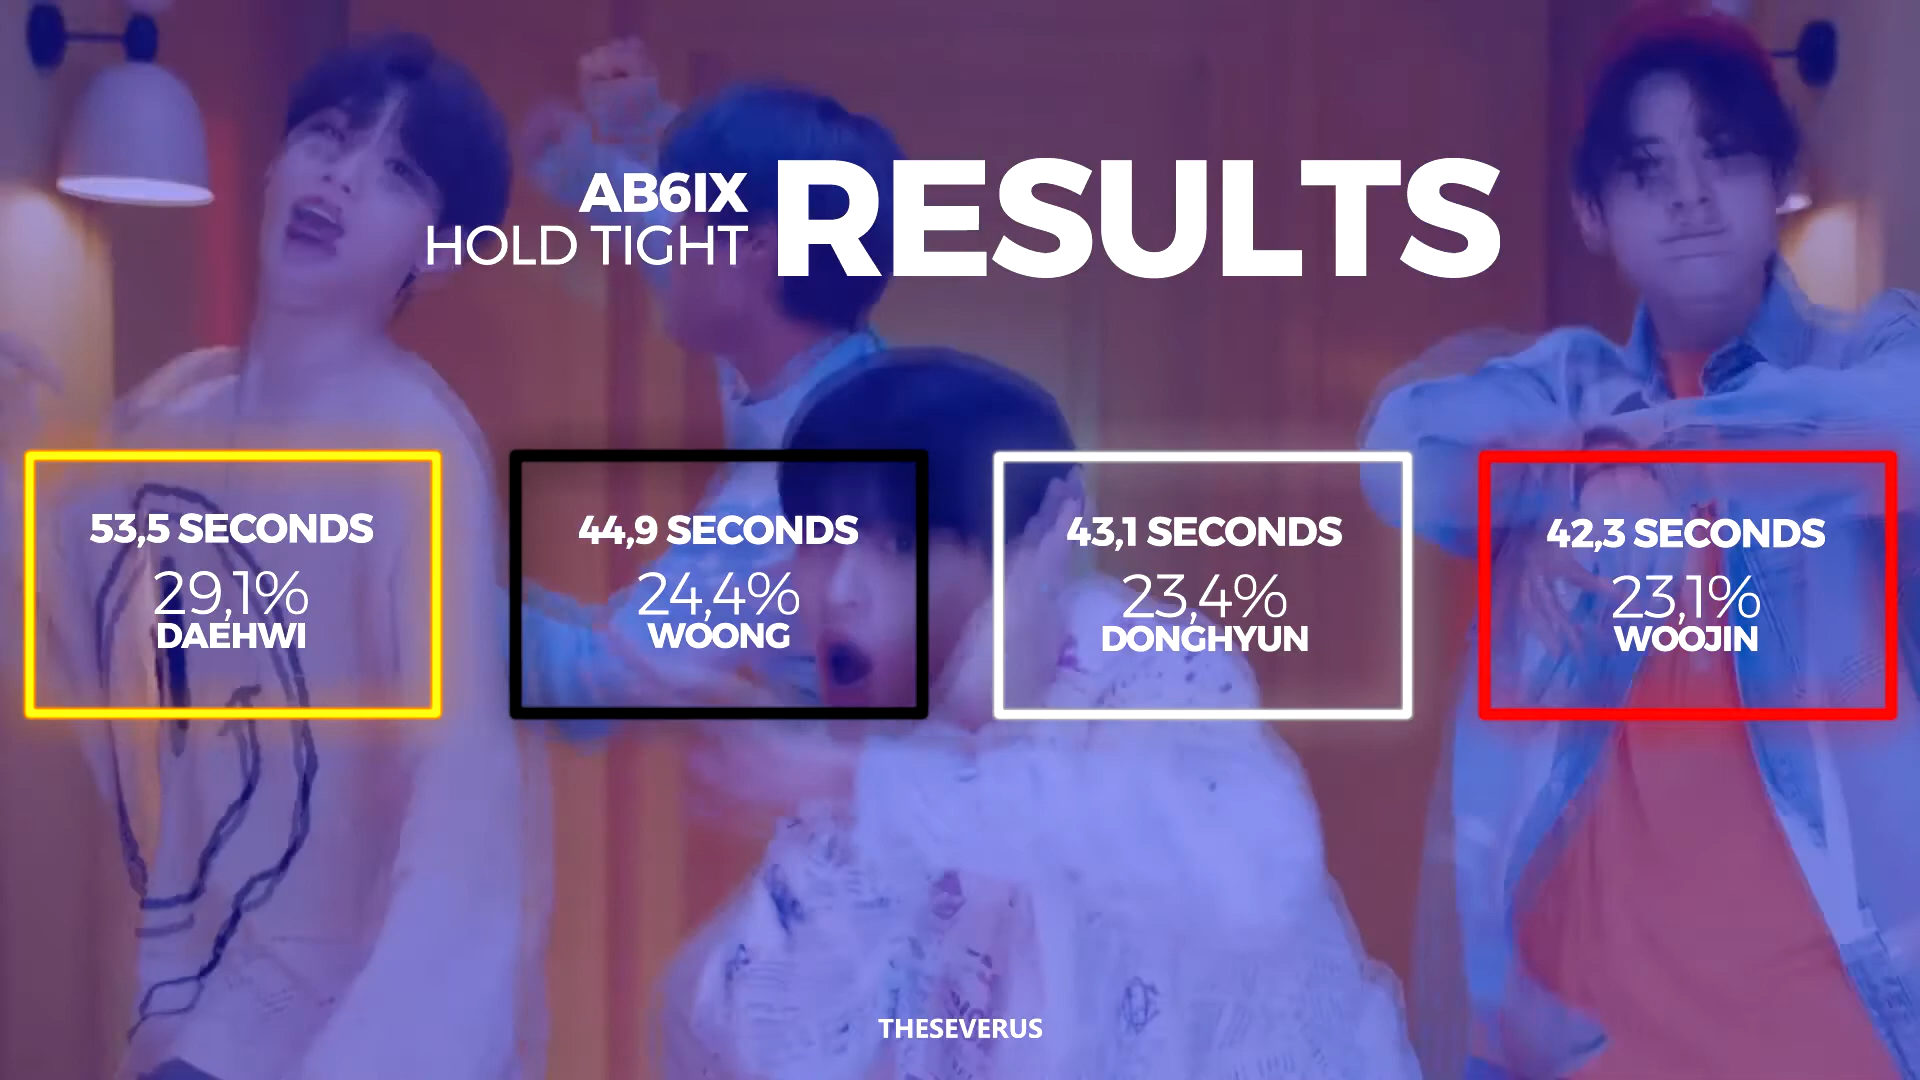 AB6IX
HOLD TIGHT
RESULTS
53,5 SECONDS
29,1%
DAEHWI
44,9 SECONDS
24,4%
WOONG
43,1 SECONDS
23,4%
DONGHYUN
42,3 SECONDS
23,1%
WOOJIN
THESEVERUS